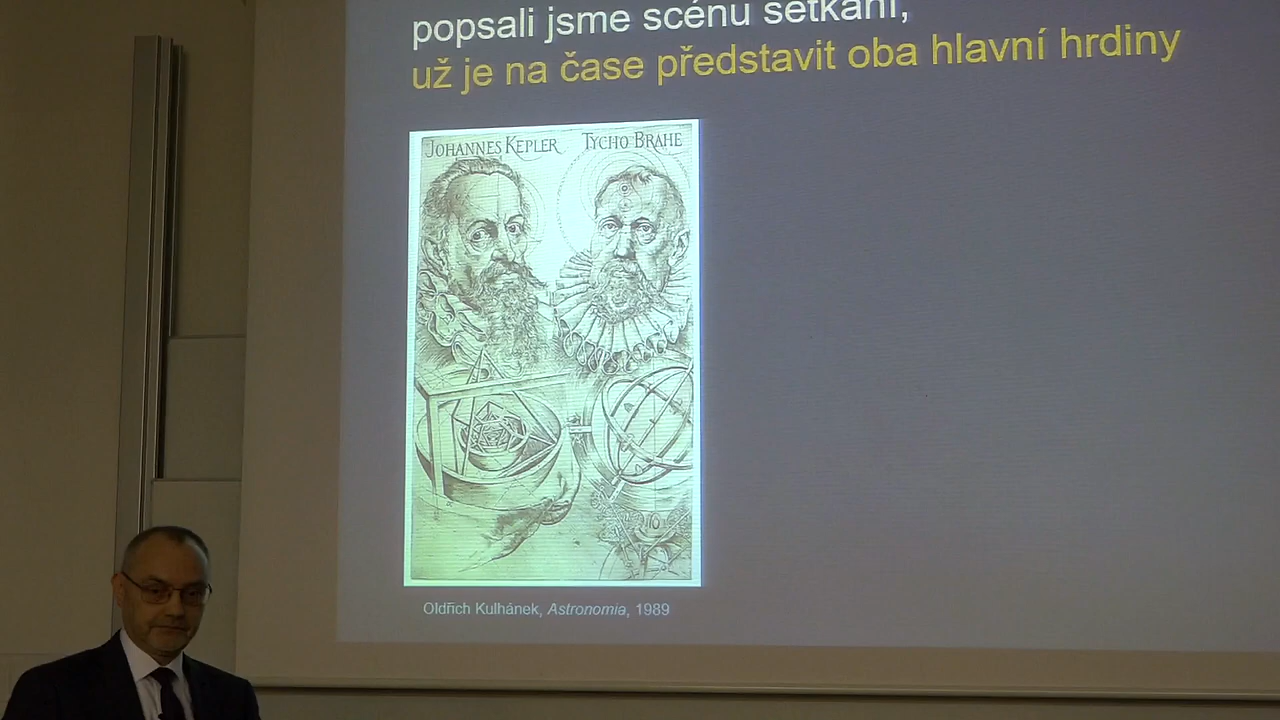 popsali jsme scénu setkání,
už je na čase představit oba hlavní hrdiny
JOHANNES KEPLER TYCHO BRAHE
10
Oldřich Kulhánek, Astronomia, 1989